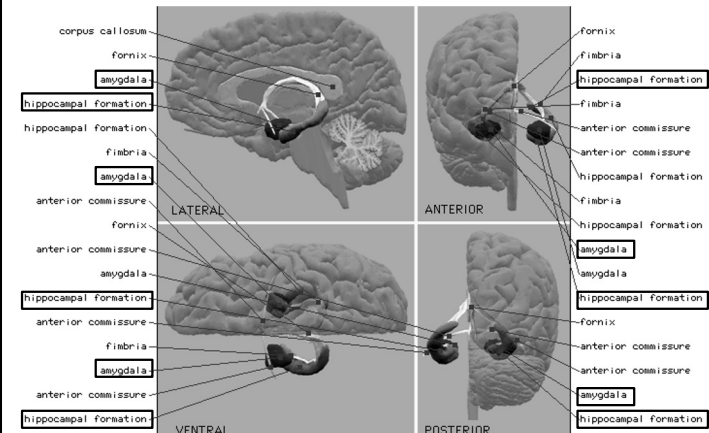 corpus callosum
fornix
amygdala
hippocampal formation
hippocampal formation
fimbria
amygdala
anterior commissure
fornix
anterior commissure
amygdala
hippocampal formation
anterior commissure
fimbria
amygdala
anterior commissure
hippocampal formation
LATERAL
ANTERIOR
VENTRAL
POSTERIOR
fornix
fimbria
hippocampal formation
fimbria
anterior commissure
anterior commissure
hippocampal formation
fimbria
hippocampal formation
amygdala
amygdala
hippocampal formation
fornix
anterior commissure
anterior commissure
amygdala
hippocampal formation